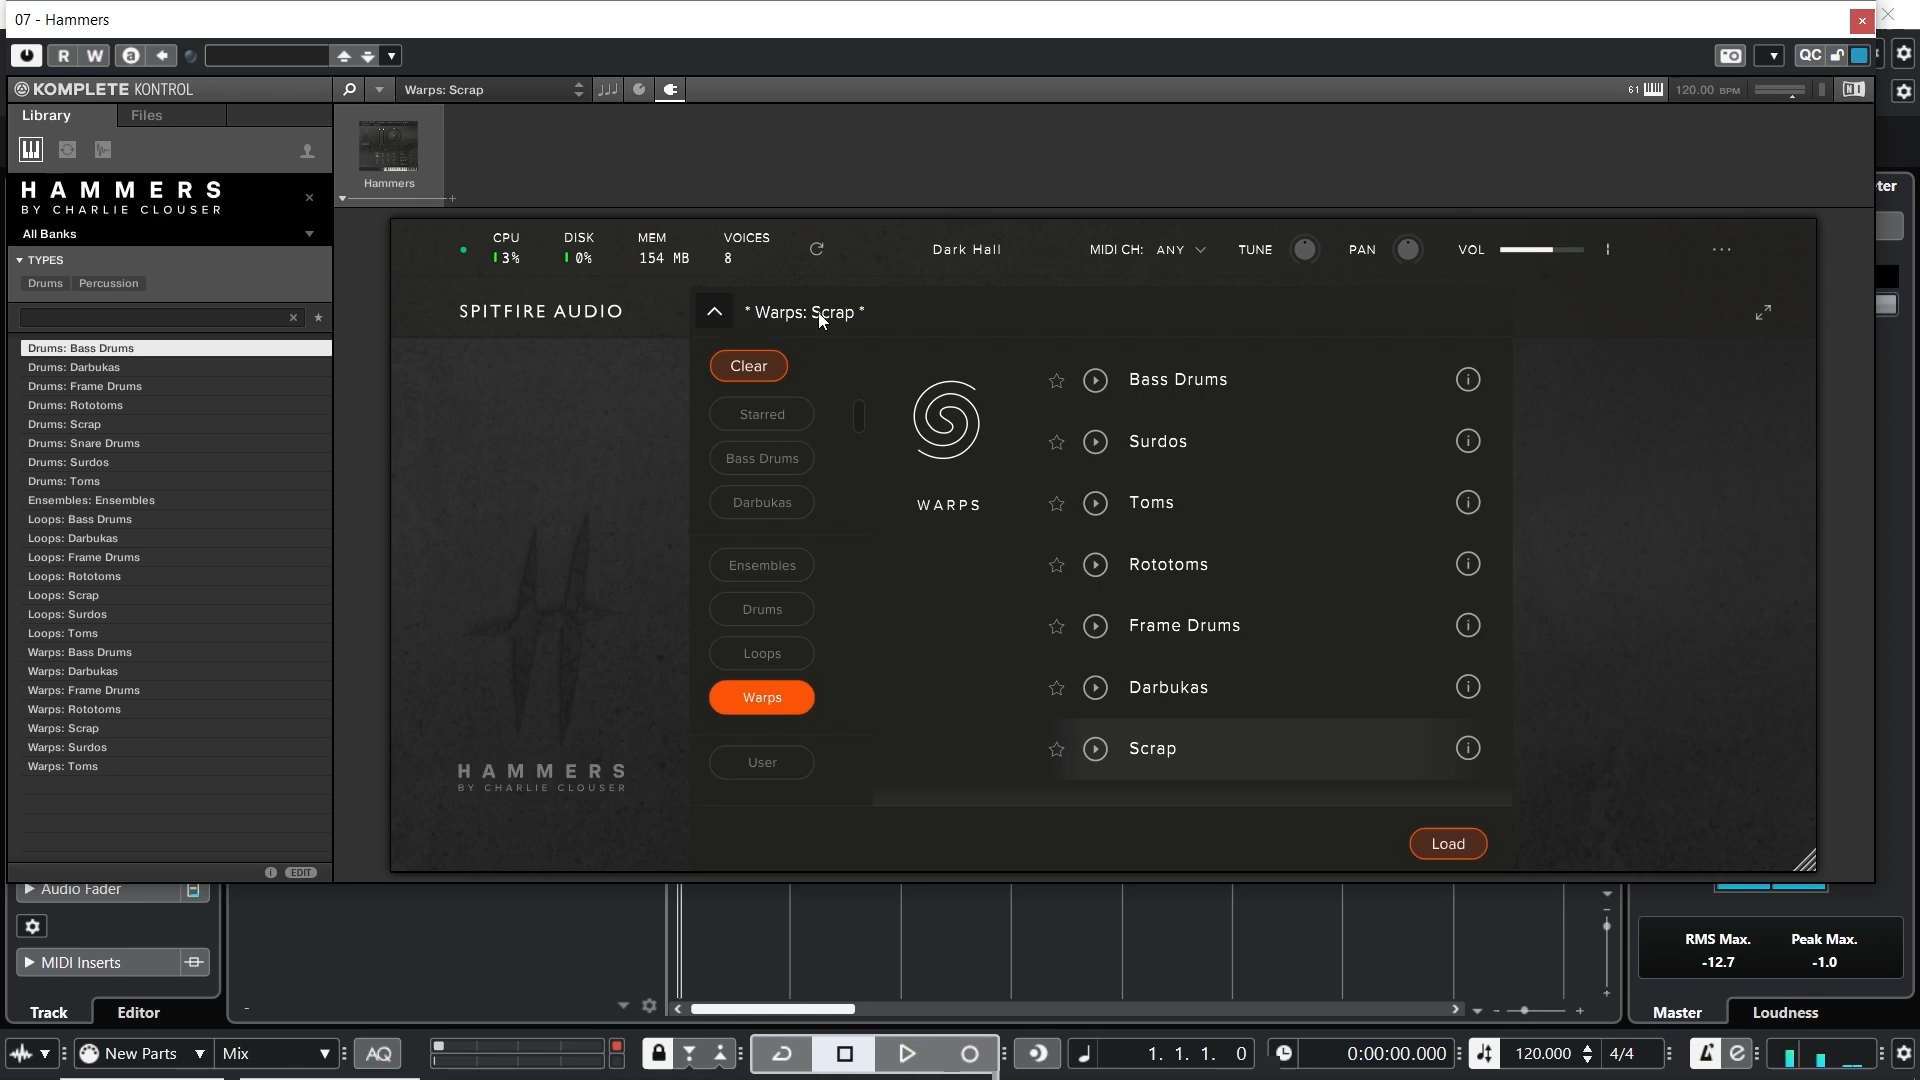 07 - Hammers
R W a
QC
KOMPLETE KONTROL
Warps: Scrap
61
120.00 BPM
Library
Files
HAMMERS
BY CHARLIE CLOUSER
All Banks
TYPES
Drums
Percussion
Drums: Bass Drums
Drums: Darbukas
Drums: Frame Drums
Drums: Rototoms
Drums: Scrap
Drums: Snare Drums
Drums: Surdos
Drums: Toms
Ensembles: Ensembles
Loops: Bass Drums
Loops: Darbukas
Loops: Frame Drums
Loops: Rototoms
Loops: Scrap
Loops: Surdos
Loops: Toms
Warps: Bass Drums
Warps: Darbukas
Warps: Frame Drums
Warps: Rototoms
Warps: Scrap
Warps: Surdos
Warps: Toms
EDIT
Hammers
CPU
3%
DISK
0%
MEM
154 MB
VOICES
8
Dark Hall
MIDI CH: ANY
TUNE
PAN
VOL
SPITFIRE AUDIO
* Warps: Scrap *
Clear
Starred
Bass Drums
Darbukas
Ensembles
Drums
Loops
Warps
User
WARPS
Bass Drums
Surdos
Toms
Rototoms
Frame Drums
Darbukas
Scrap
Load
HAMMERS
BY CHARLIE CLOUSER
ter
Audio Fader
MIDI Inserts
Track
Editor
RMS Max.
-12.7
Peak Max.
-1.0
Master
Loudness
New Parts
Mix
AQ
1. 1. 1. 0
0:00:00.000
120.000
4/4